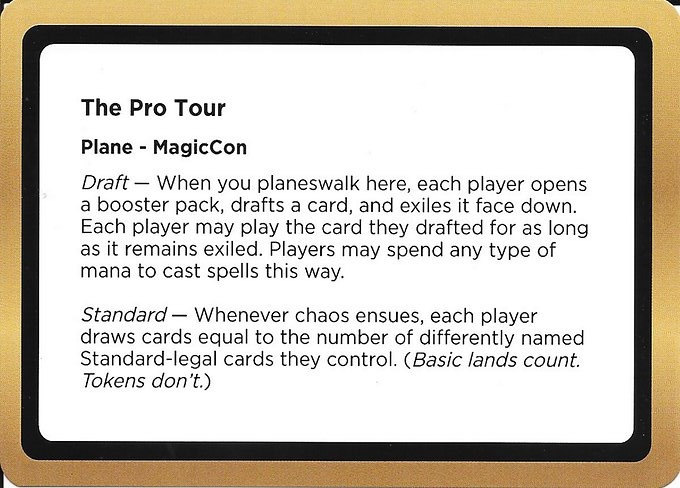 The Pro Tour
Plane - MagicCon
Draft — When you planeswalk here, each player opens
a booster pack, drafts a card, and exiles it face down.
Each player may play the card they drafted for as long
as it remains exiled. Players may spend any type of
mana to cast spells this way.
Standard — Whenever chaos ensues, each player
draws cards equal to the number of differently named
Standard-legal cards they control. (Basic lands count.
Tokens don't.)